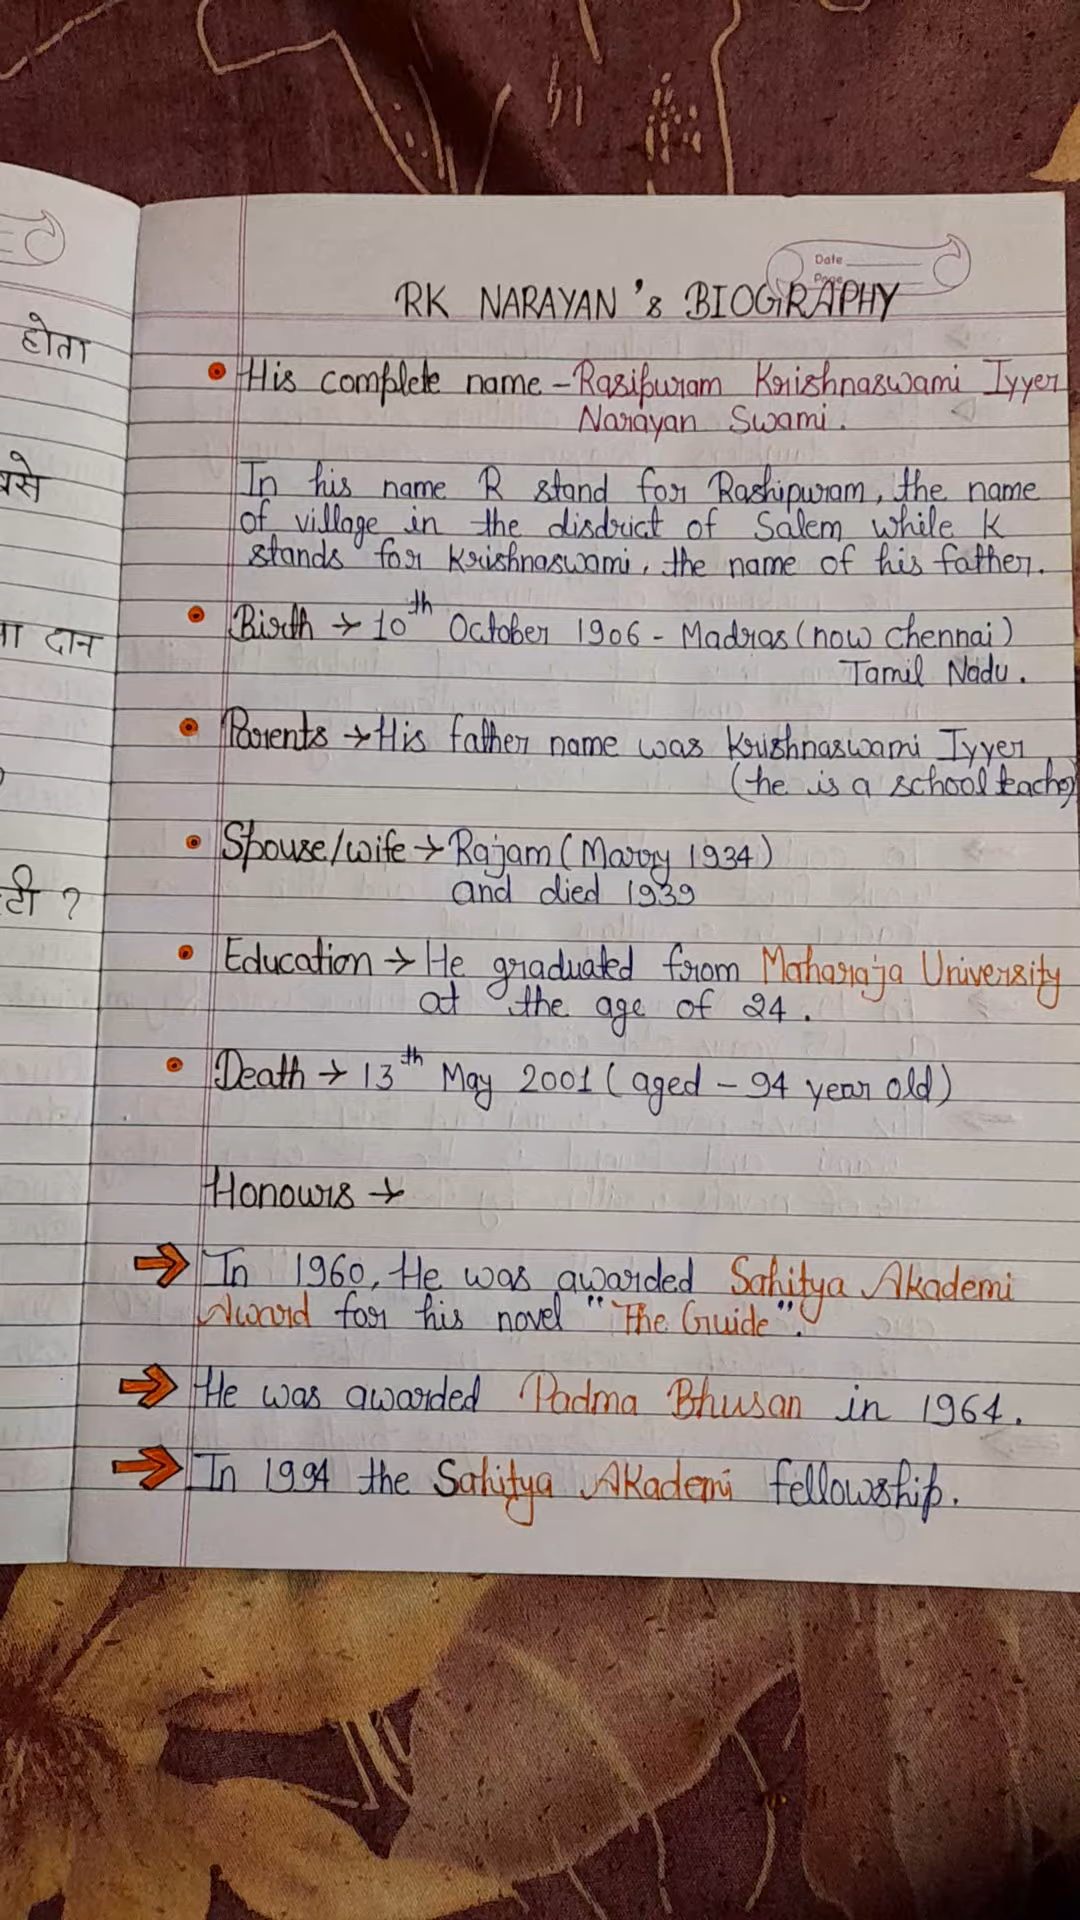 होता
ा दान
टी ?
Date
Page
RK NARAYAN 's BIOGRAPHY
• His complete name - Rasipuram Krishnaswami Iyyer
Narayan Swami.
In his name R stand for Rashipuram, the name
of village in the disdrict of Salem while K
stands for Krishnaswami, the name of his father.
• Birth → 10th October 1906 - Madras (now Chennai)
Tamil Nadu.
• Parents → His father name was Krishnaswami Iyyer
(he is a school teacher)
• Spouse/wife → Rajam (Marry 1934)
and died 1939
• Education → He graduated from Maharaja University
at the age of 24.
• Death → 13th May 2001 (aged - 94 year old)
Honours →
⇒ In 1960, He was awarded Sahitya Akademi
Award for his novel "The Guide".
⇒ He was awarded Padma Bhusan in 1964.
⇒ In 1994 the Sahitya Akademi fellowship.